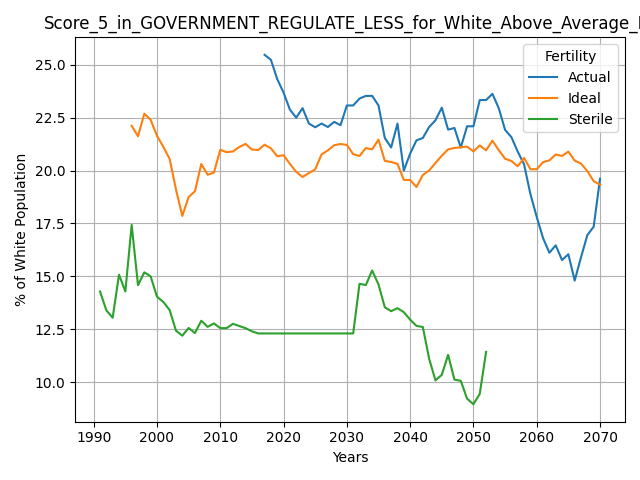 Score_5_in_GOVERNMENT_REGULATE_LESS_for_White_Above_Average_
Fertility
Actual
Ideal
Sterile
% of White Population
25.0
22.5
20.0
17.5
15.0
12.5
10.0
1990
2000
2010
2020
2030
2040
2050
2060
2070
Years